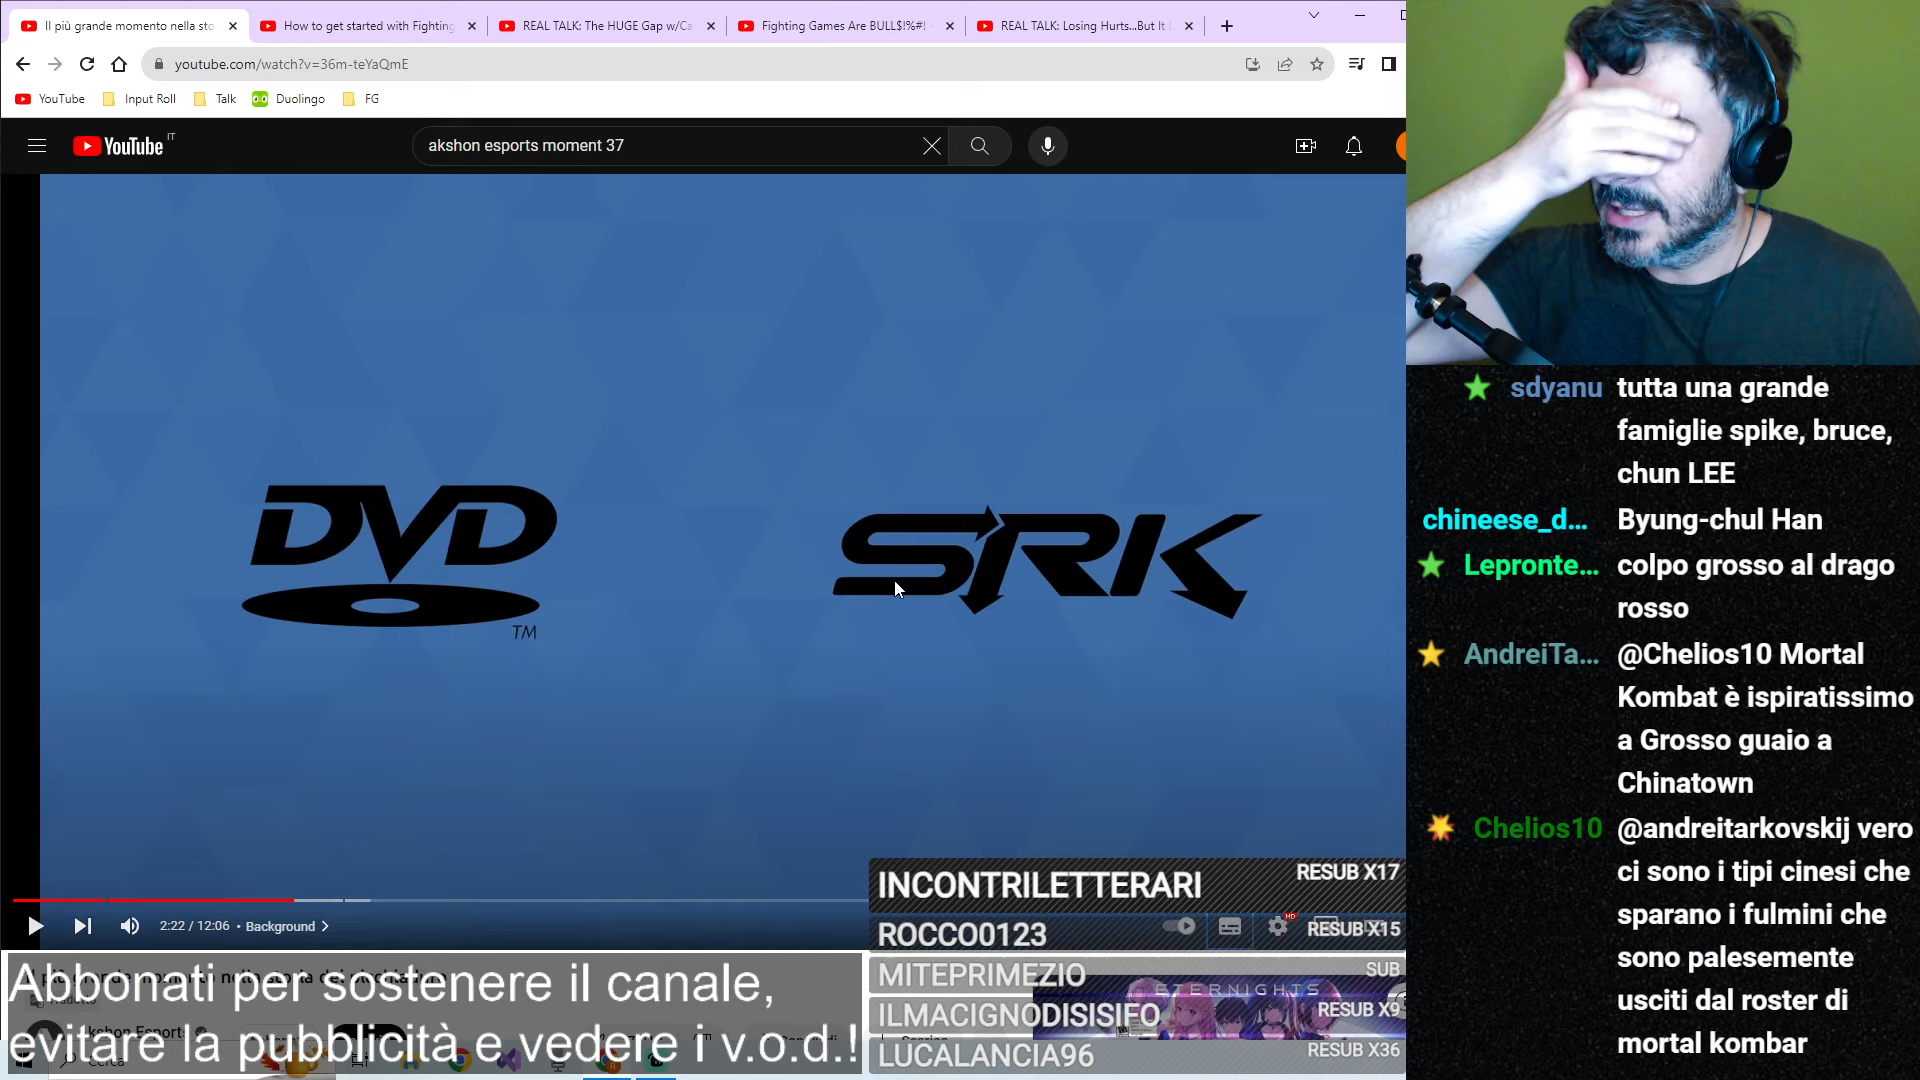 Il più grande momento nella sto
How to get started with Fighting
REAL TALK: The HUGE Gap w/Ca
Fighting Games Are BULL$!%#! -
REAL TALK: Losing Hurts...But It
youtube.com/watch?v=36m-teYaQmE
YouTube
Input Roll
Talk
Duolingo
FG
YouTube IT
akshon esports moment 37
DVD
TM
SRK
2:22 / 12:06 • Background
HD
sdyanu tutta una grande
famiglie spike, bruce,
chun LEE
chineese_d... Byung-chul Han
Lepronte... colpo grosso al drago
rosso
AndreiTa... @Chelios10 Mortal
Kombat è ispiratissimo
a Grosso guaio a
Chinatown
Chelios10 @andreitarkovskij vero
ci sono i tipi cinesi che
sparano i fulmini che
sono palesemente
usciti dal roster di
mortal kombar
INCONTRILETTERARI RESUB X17
ROCCO0123 RESUB X15
MITEPRIMEZIO SUB
ILMACIGNODISISIFO RESUB X9
LUCALANCIA96 RESUB X36
ETERNIGHTS
Abbonati per sostenere il canale,
evitare la pubblicità e vedere i v.o.d.!
Cerca